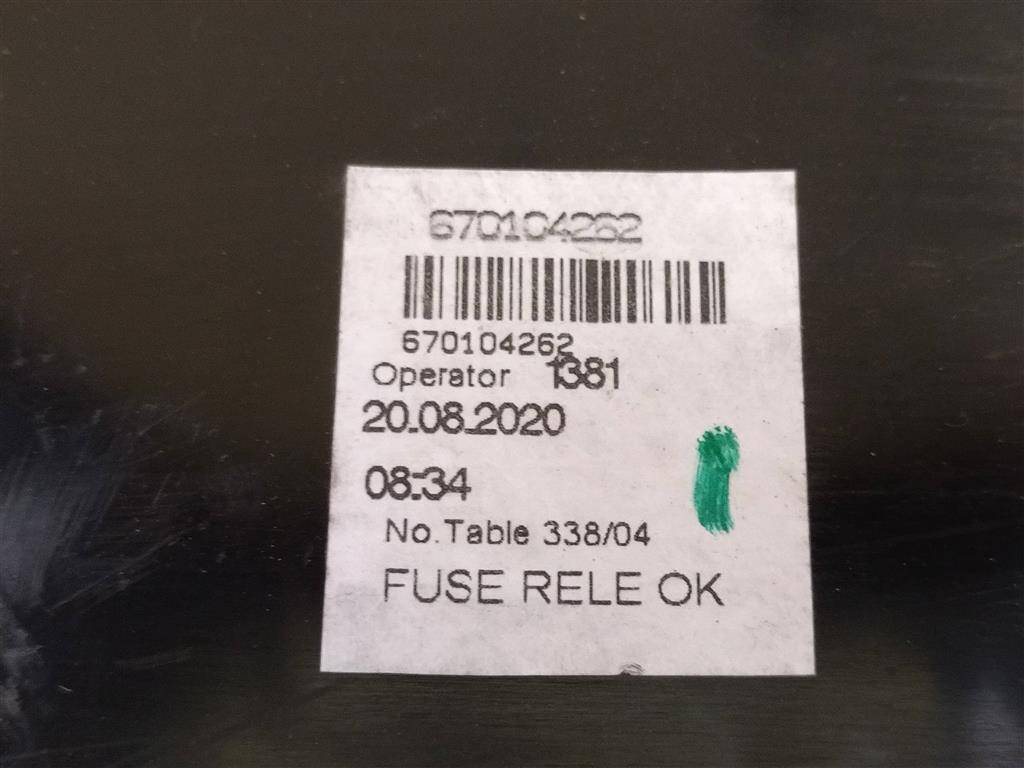 670104262
670104262
Operator 1381
20.08.2020
08:34
No.Table 338/04
FUSE RELE OK